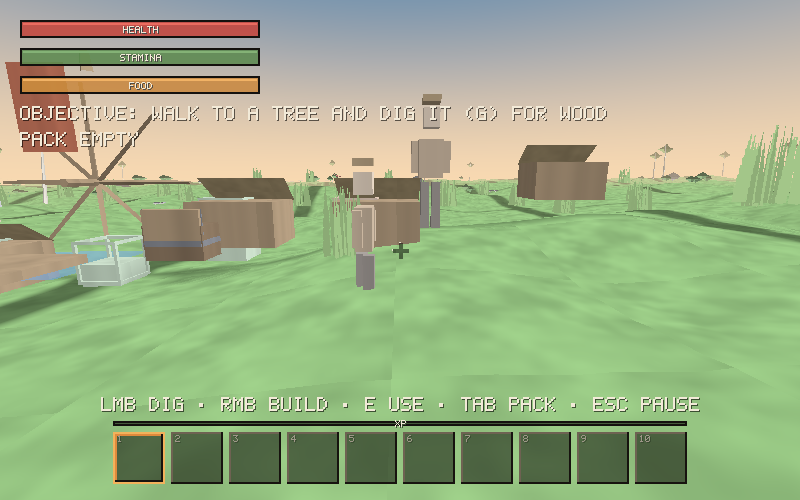 HEALTH
STAMINA
FOOD
OBJECTIVE: WALK TO A TREE AND DIG IT (G) FOR WOOD
PACK EMPTY
LMB DIG · RMB BUILD · E USE · TAB PACK · ESC PAUSE
XP
1 2 3 4 5 6 7 8 9 10